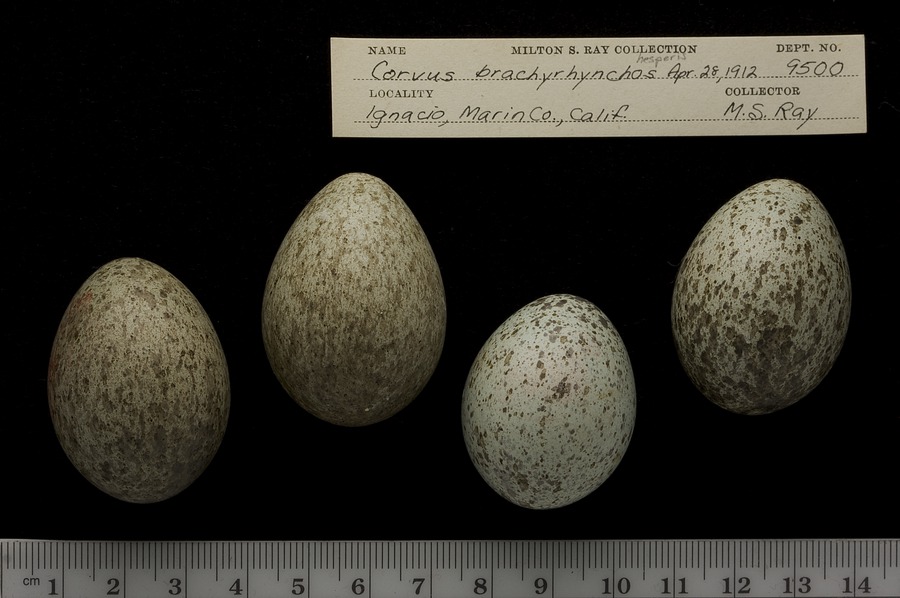 NAME MILTON S. RAY COLLECTION DEPT. NO.
hesperis
Corvus brachyrhynchos Apr. 28, 1912 9500
LOCALITY COLLECTOR
Ignacio, Marin Co., Calif. M. S. Ray
cm 1 2 3 4 5 6 7 8 9 10 11 12 13 14